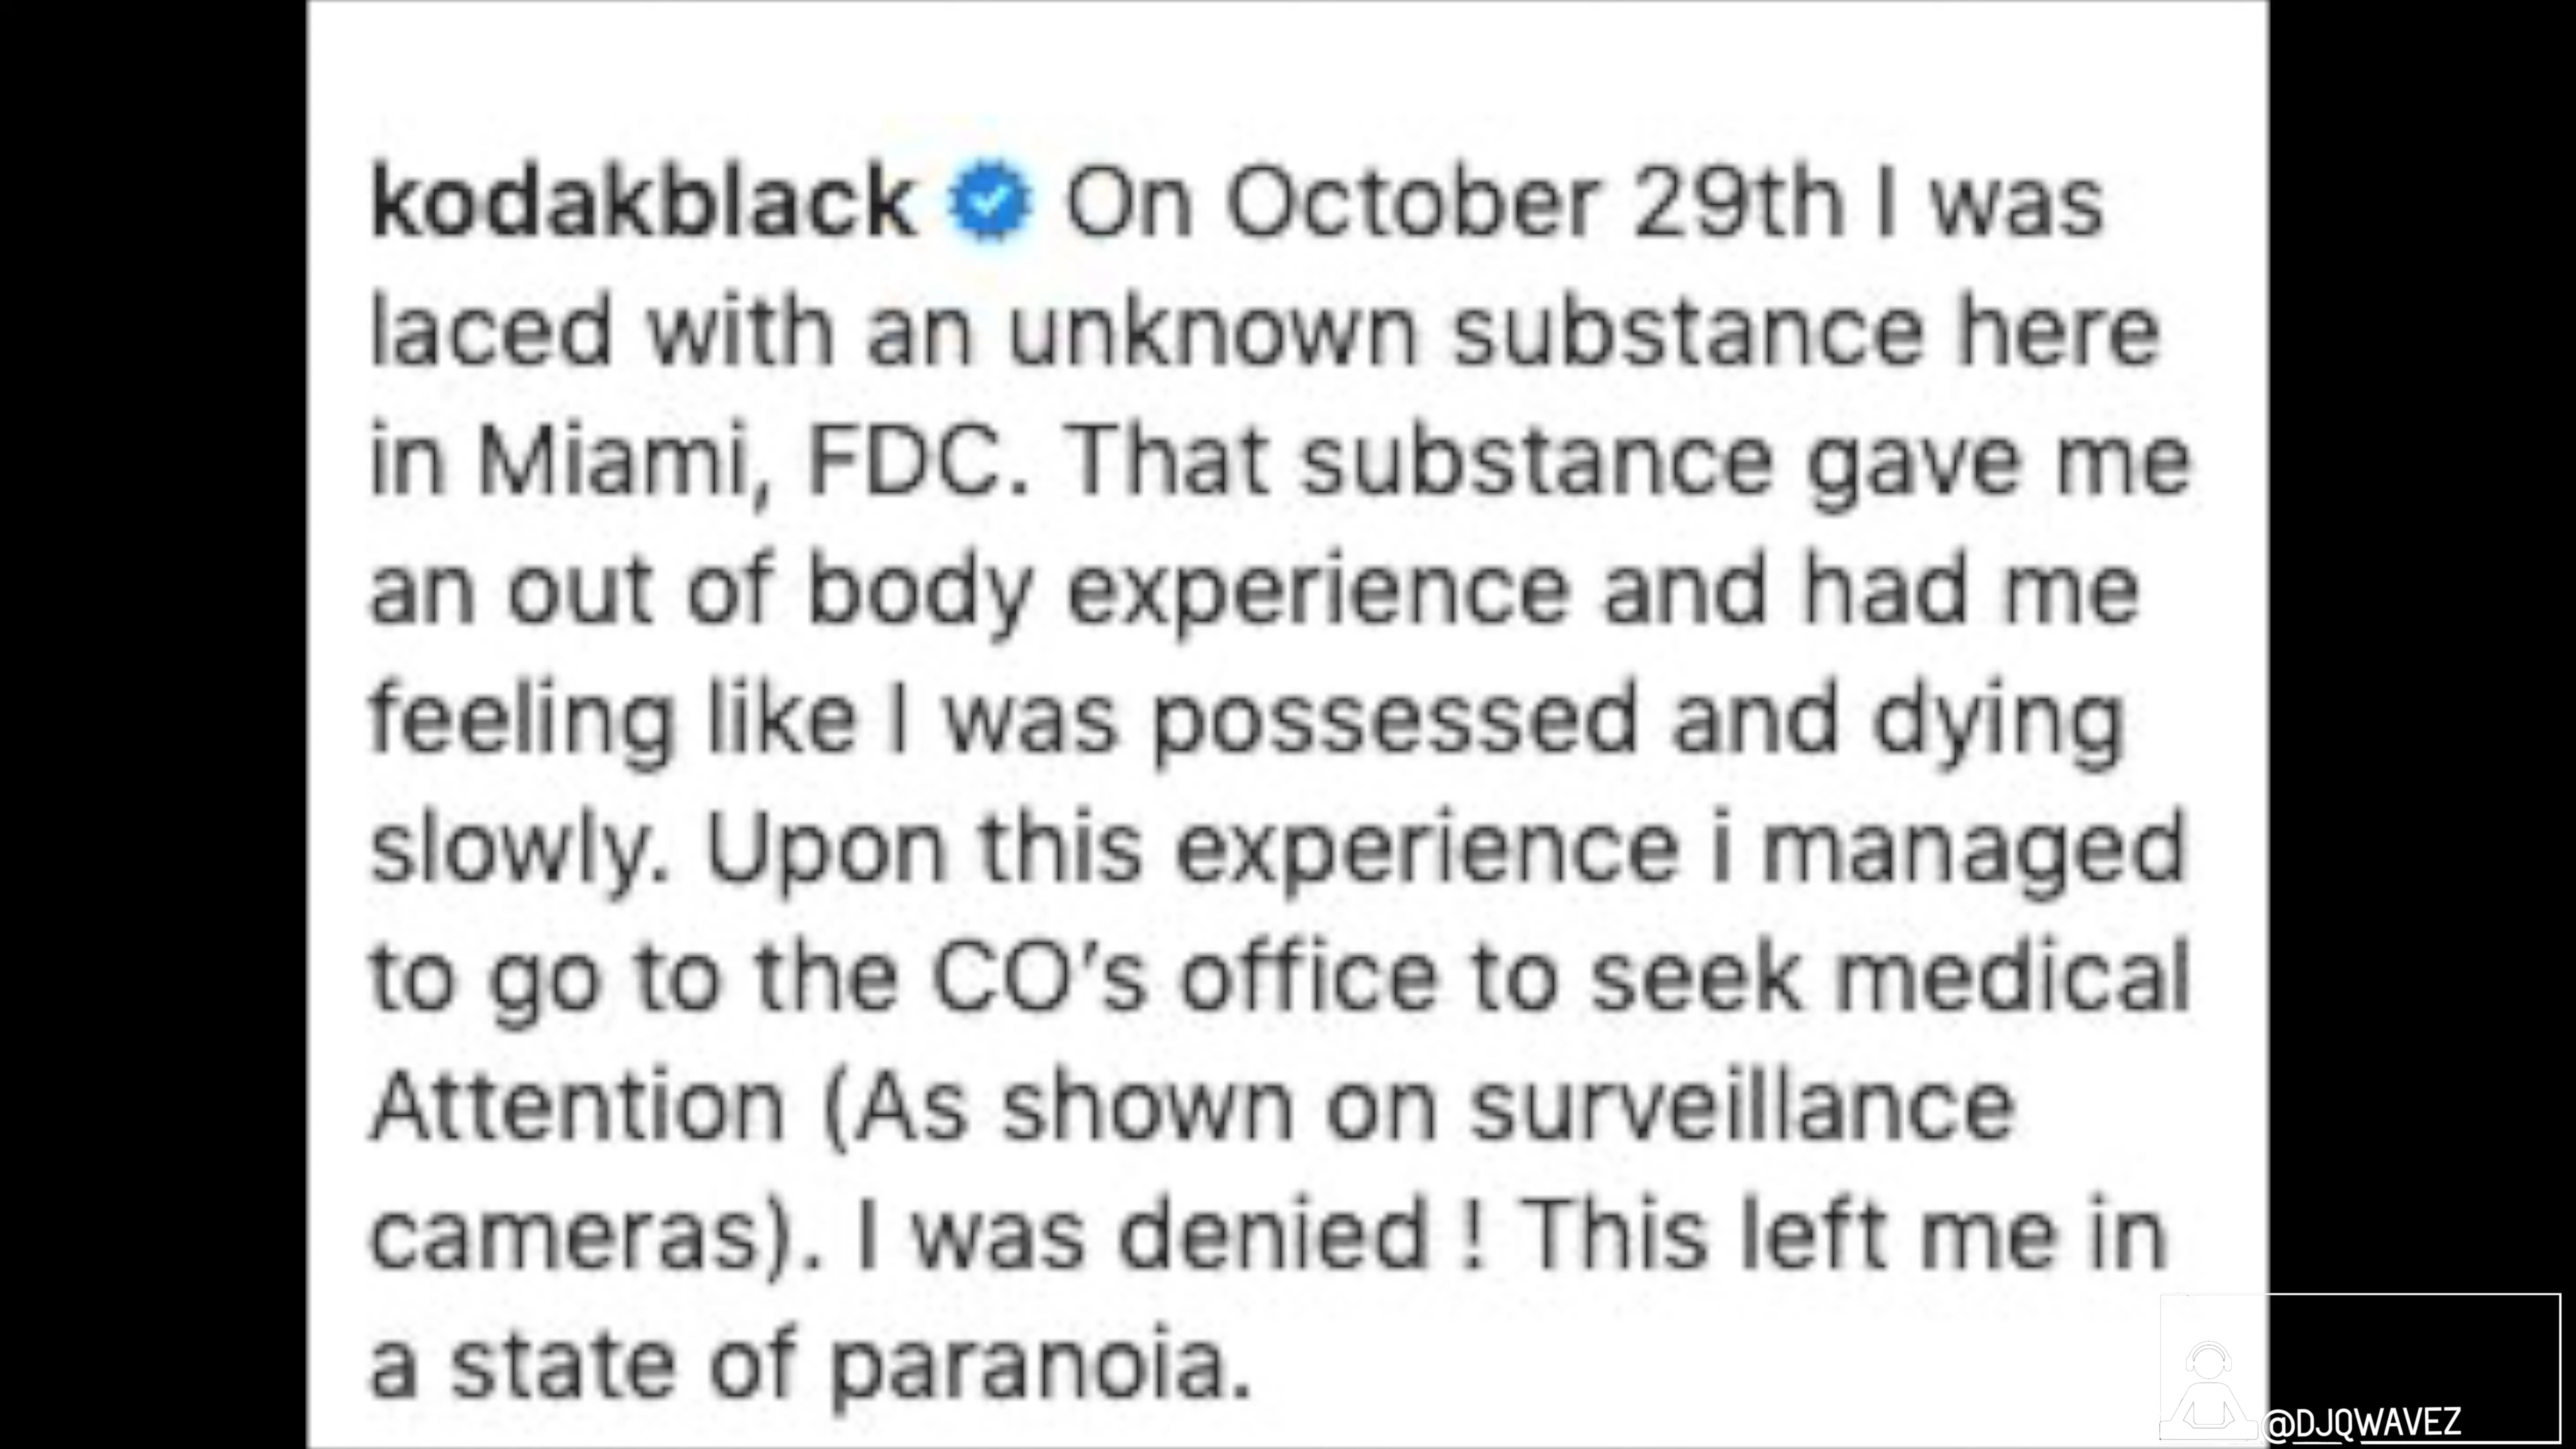 kodakblack On October 29th I was
laced with an unknown substance here
in Miami, FDC. That substance gave me
an out of body experience and had me
feeling like I was possessed and dying
slowly. Upon this experience i managed
to go to the CO's office to seek medical
Attention (As shown on surveillance
cameras). I was denied ! This left me in
a state of paranoia.
@DJQWAVEZ